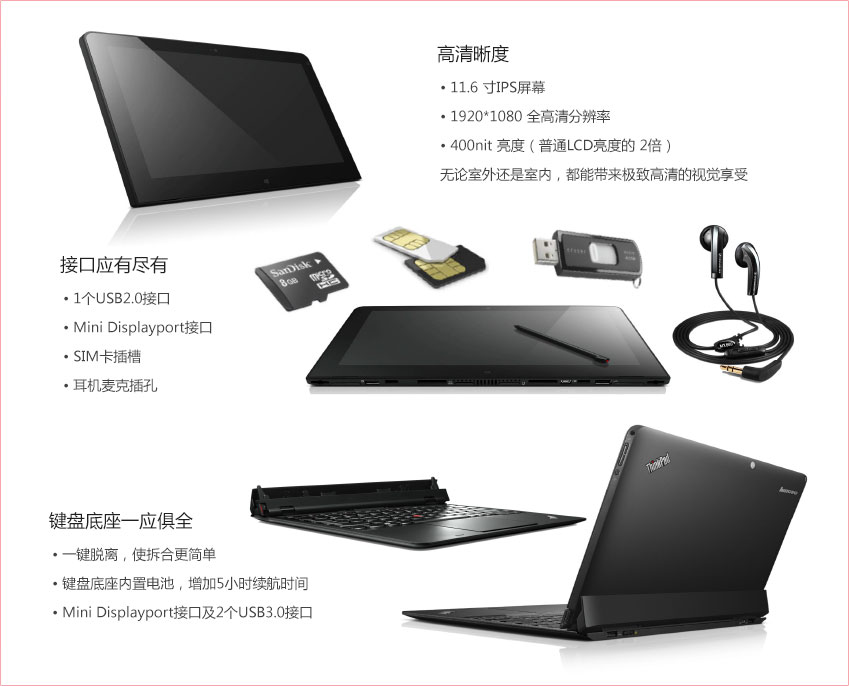 高清晰度
• 11.6 寸IPS屏幕
• 1920*1080 全高清分辨率
• 400nit 亮度（普通LCD亮度的 2倍）
无论室外还是室内，都能带来极致高清的视觉享受
SanDisk
8GB
micro
SD
HC
接口应有尽有
• 1个USB2.0接口
• Mini Displayport接口
• SIM卡插槽
• 耳机麦克插孔
ThinkPad
键盘底座一应俱全
• 一键脱离，使拆合更简单
• 键盘底座内置电池，增加5小时续航时间
• Mini Displayport接口及2个USB3.0接口